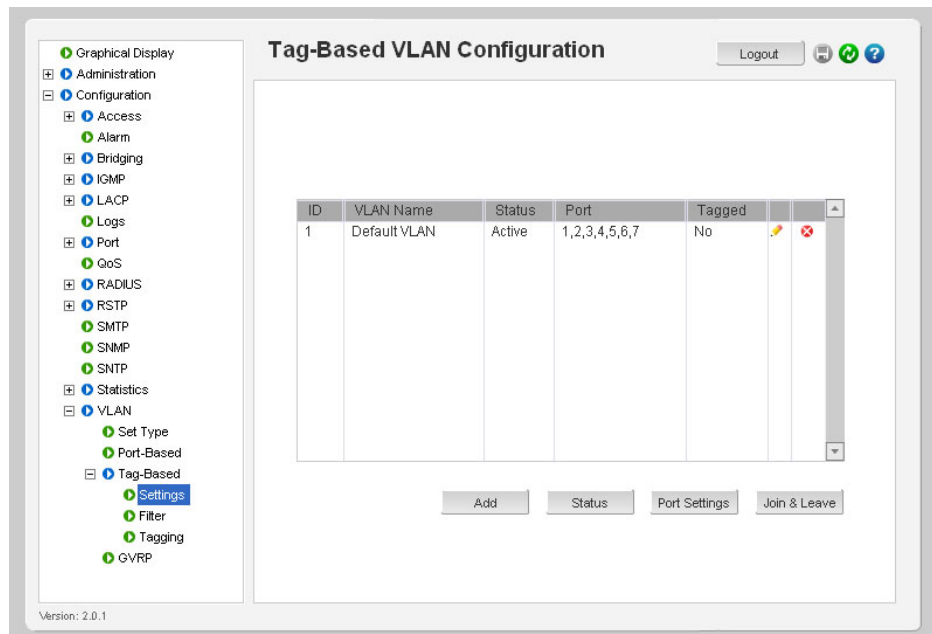 Graphical Display
Administration
Configuration
Access
Alarm
Bridging
IGMP
LACP
Logs
Port
QoS
RADIUS
RSTP
SMTP
SNMP
SNTP
Statistics
VLAN
Set Type
Port-Based
Tag-Based
Settings
Filter
Tagging
GVRP
Version: 2.0.1
Tag-Based VLAN Configuration
Logout
?
ID VLAN Name Status Port Tagged
1 Default VLAN Active 1,2,3,4,5,6,7 No
Add Status Port Settings Join & Leave